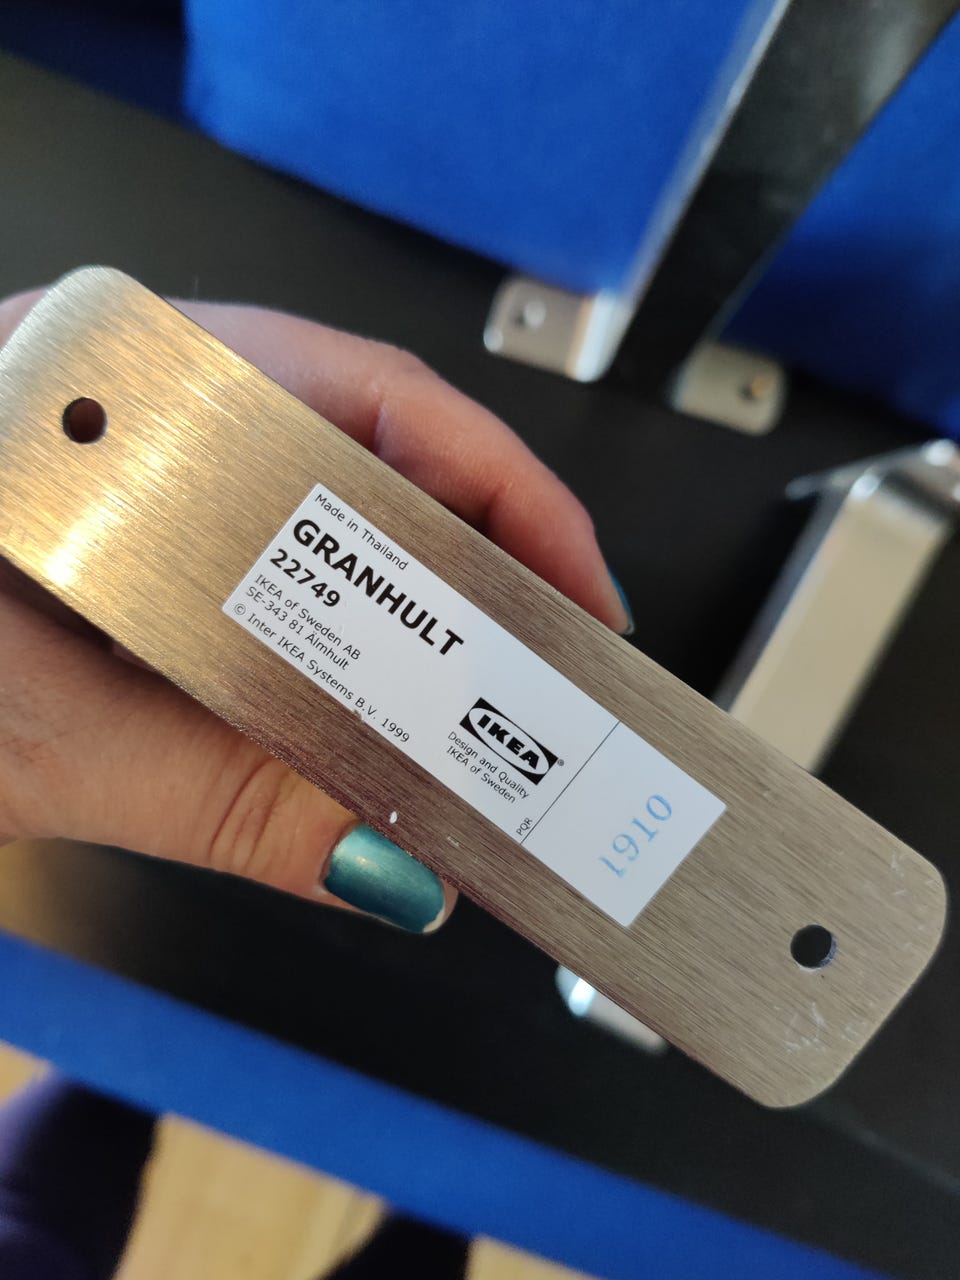 Made in Thailand
GRANHULT
22749
IKEA of Sweden AB
SE-343 81 Älmhult
© Inter IKEA Systems B.V. 1999
IKEA®
Design and Quality
IKEA of Sweden
PQR
1910